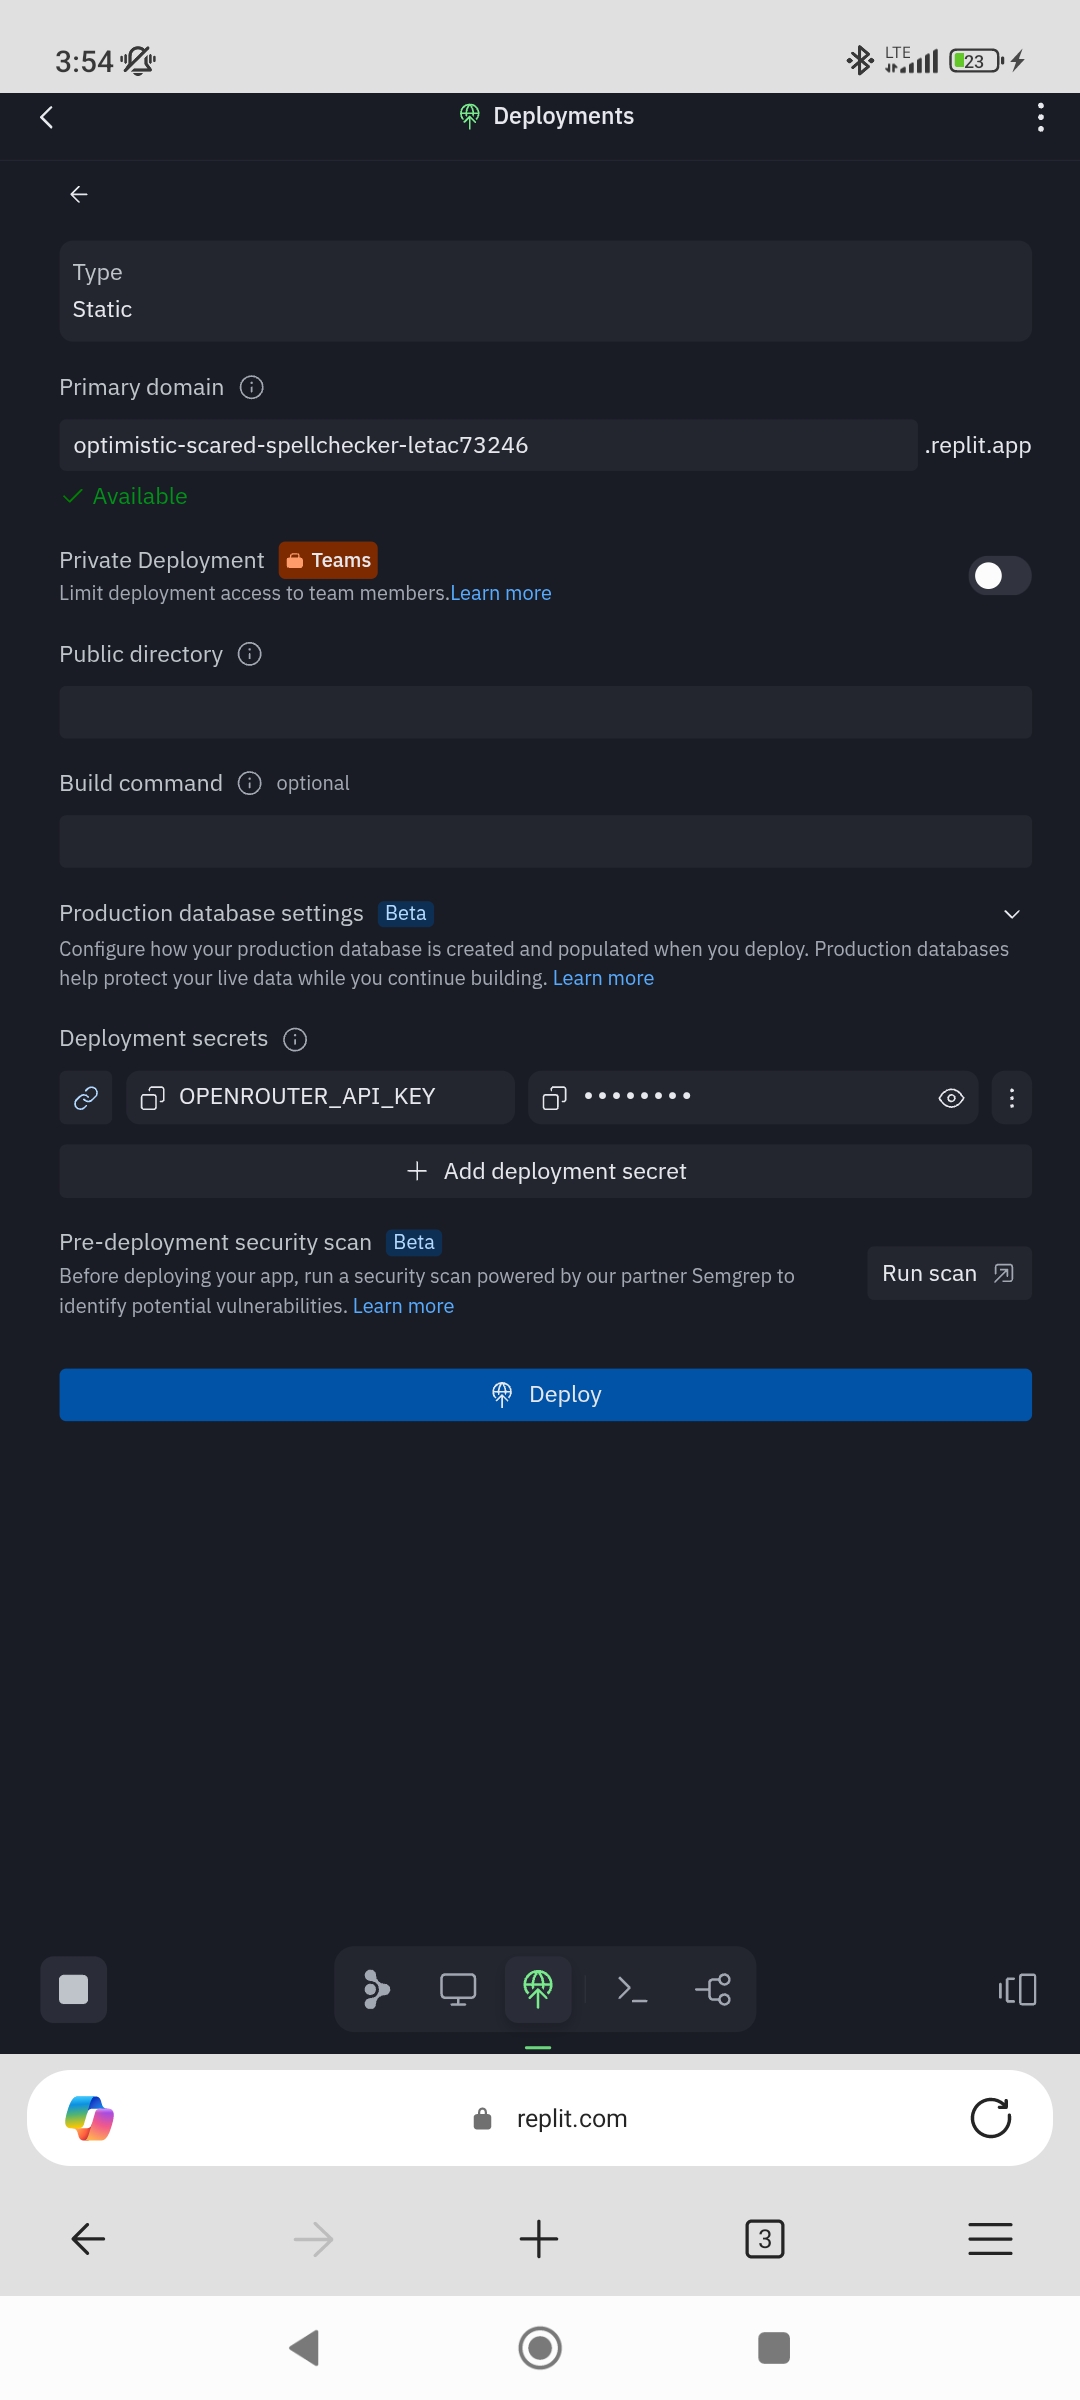 3:54
LTE
23
Deployments
Type
Static
Primary domain
optimistic-scared-spellchecker-letac73246
.replit.app
Available
Private Deployment Teams
Limit deployment access to team members.Learn more
Public directory
Build command optional
Production database settings Beta
Configure how your production database is created and populated when you deploy. Production databases
help protect your live data while you continue building. Learn more
Deployment secrets
OPENROUTER_API_KEY ••••••••
Add deployment secret
Pre-deployment security scan Beta
Before deploying your app, run a security scan powered by our partner Semgrep to
identify potential vulnerabilities. Learn more
Run scan
Deploy
replit.com
3